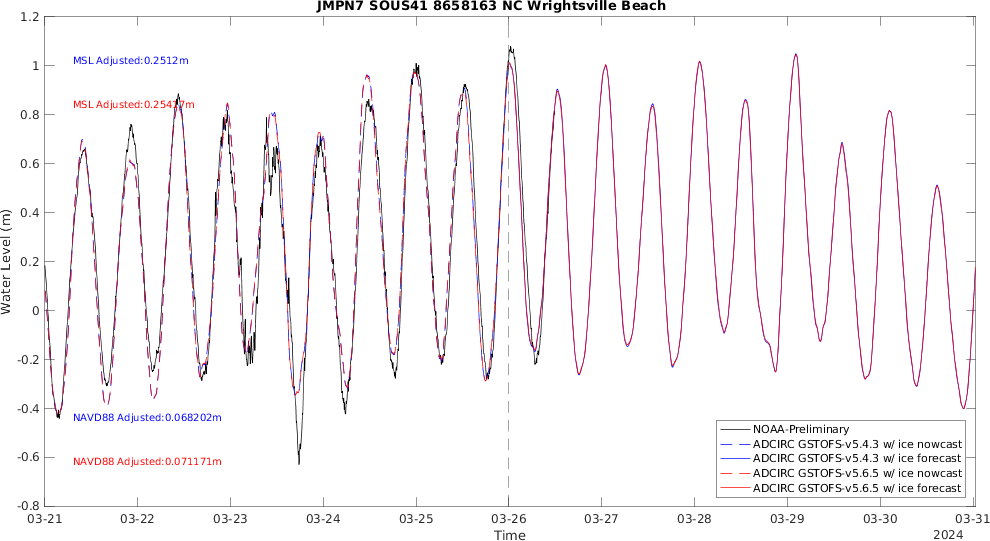 JMPN7 SOUS41 8658163 NC Wrightsville Beach
1.2
1
0.8
0.6
0.4
0.2
0
-0.2
-0.4
-0.6
-0.8
Water Level (m)
MSL Adjusted:0.2512m
NAVD88 Adjusted:0.068202m
NAVD88 Adjusted:0.071171m
MSL Adjusted:
NOAA-Preliminary
ADCIRC GSTOFS-v5.4.3 w/ ice nowcast
ADCIRC GSTOFS-v5.4.3 w/ ice forecast
ADCIRC GSTOFS-v5.6.5 w/ ice nowcast
ADCIRC GSTOFS-v5.6.5 w/ ice forecast
03-21 03-22 03-23 03-24 03-25 03-26 03-27 03-28 03-29 03-30 03-31
Time
2024